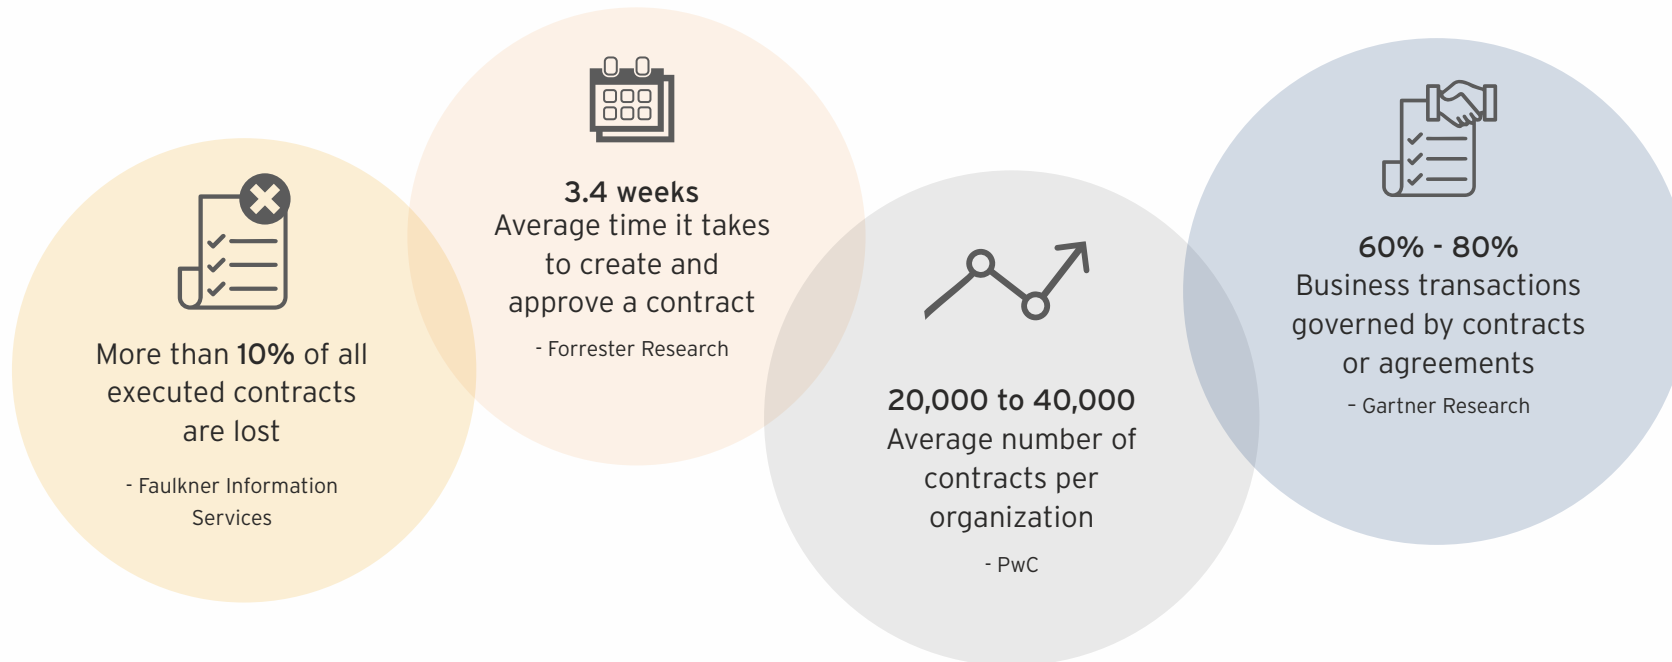 More than 10% of all
executed contracts
are lost
- Faulkner Information
Services
3.4 weeks
Average time it takes
to create and
approve a contract
- Forrester Research
20,000 to 40,000
Average number of
contracts per
organization
- PwC
60% - 80%
Business transactions
governed by contracts
or agreements
– Gartner Research